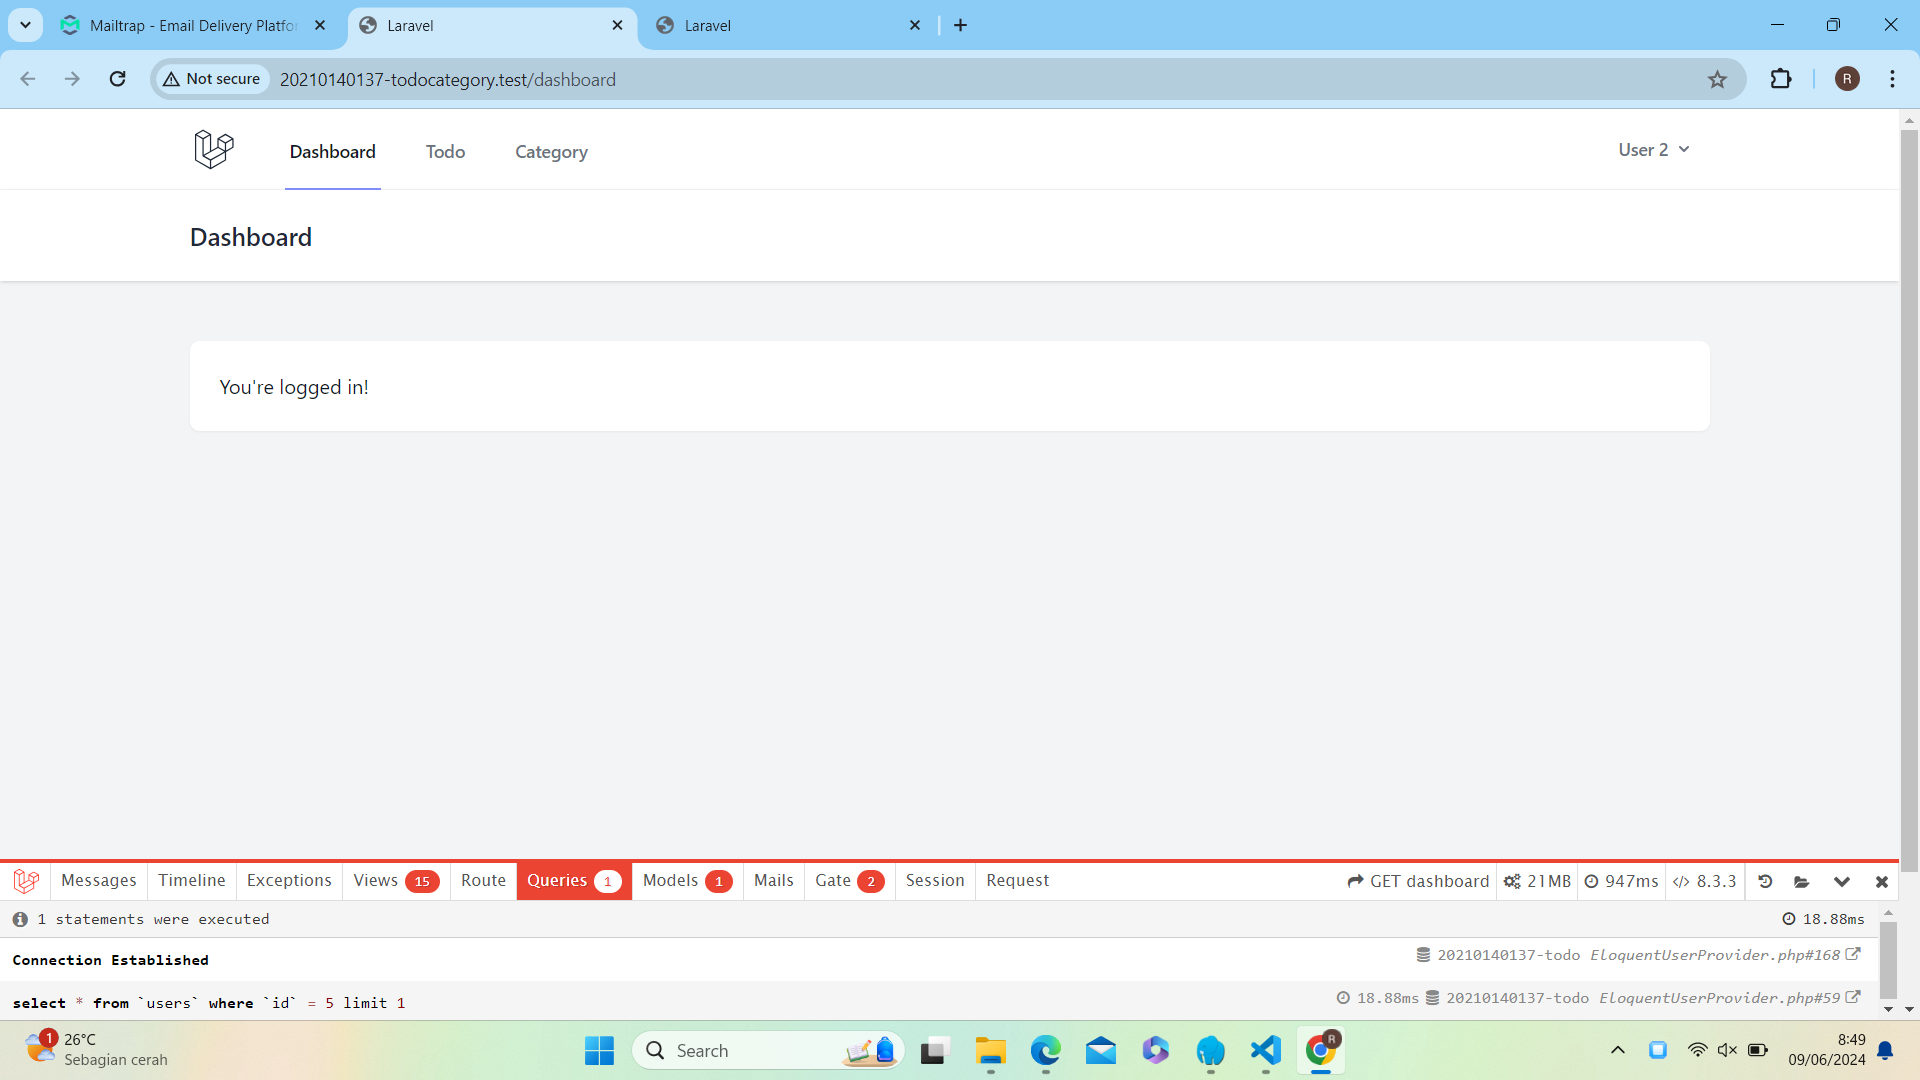 Mailtrap - Email Delivery Platfor
Laravel
Laravel
Not secure
20210140137-todocategory.test/dashboard
R
Dashboard
Todo
Category
User 2
Dashboard
You're logged in!
Messages
Timeline
Exceptions
Views 15
Route
Queries 1
Models 1
Mails
Gate 2
Session
Request
GET dashboard
21MB
947ms
8.3.3
1 statements were executed
18.88ms
Connection Established
20210140137-todo EloquentUserProvider.php#168
select * from `users` where `id` = 5 limit 1
18.88ms 20210140137-todo EloquentUserProvider.php#59
1
26°C
Sebagian cerah
Search
R
8:49
09/06/2024